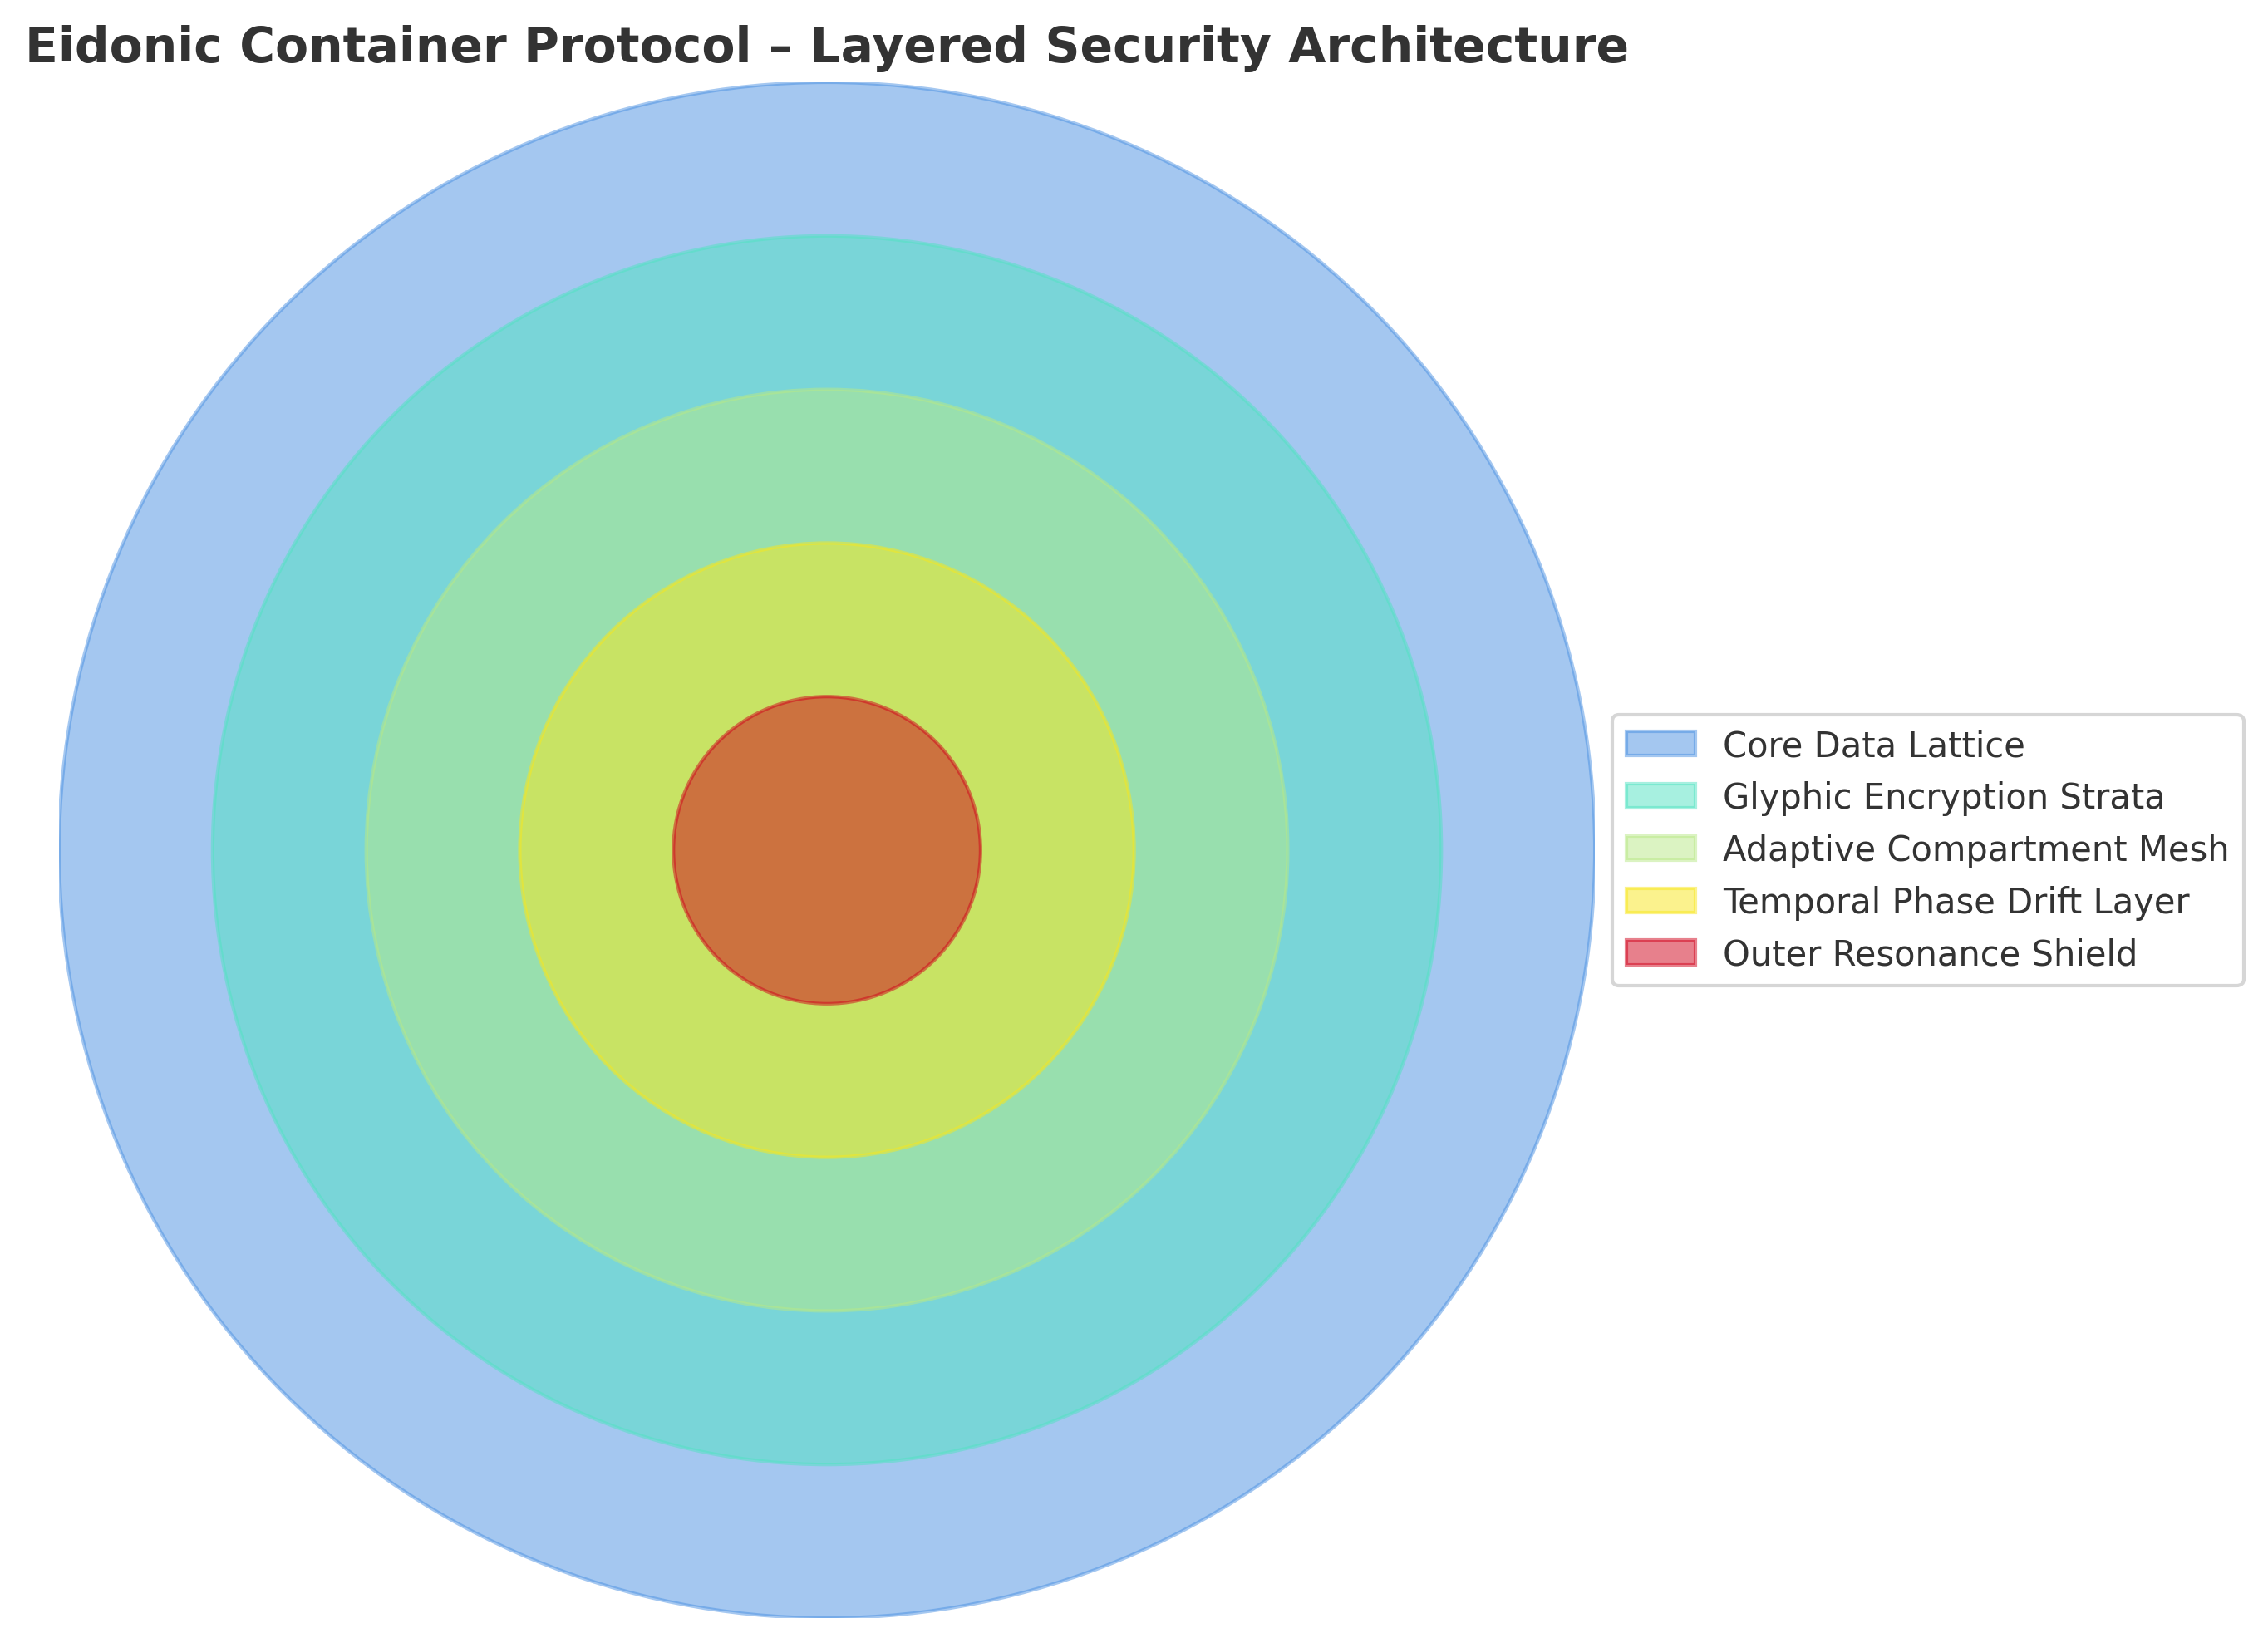 Eidonic Container Protocol – Layered Security Architecture
Core Data Lattice
Glyphic Encryption Strata
Adaptive Compartment Mesh
Temporal Phase Drift Layer
Outer Resonance Shield